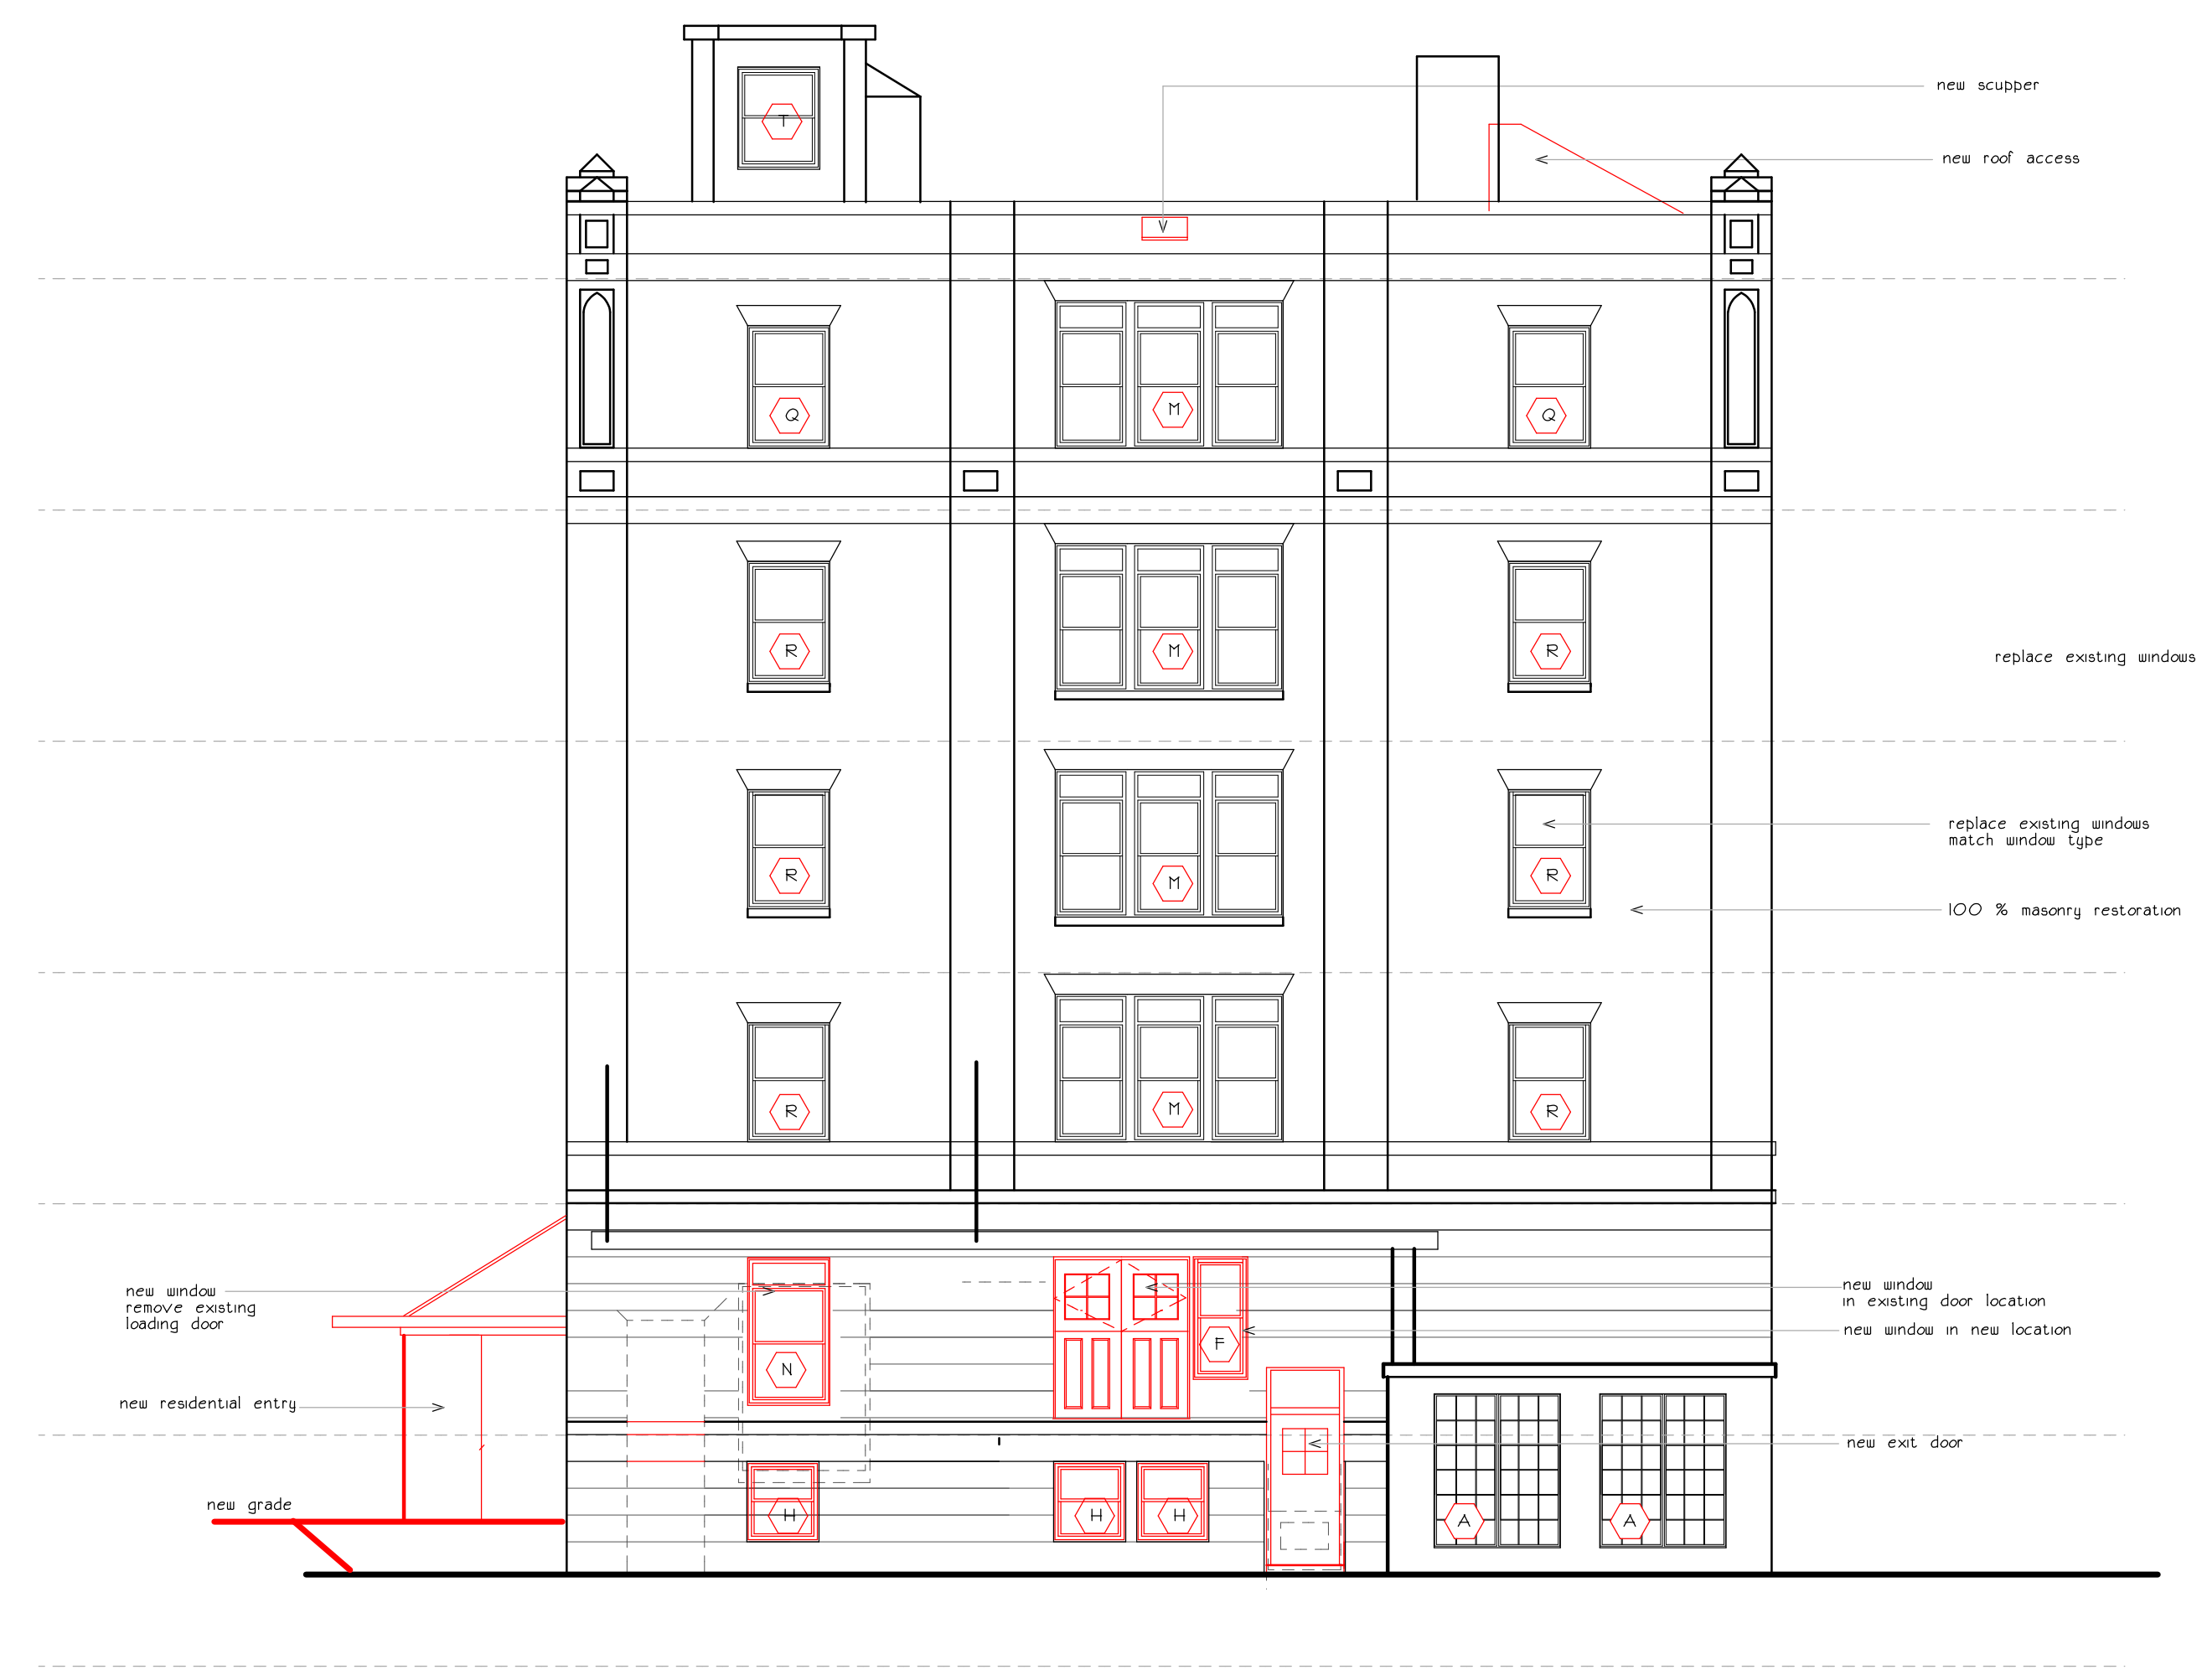 new scupper
T
new roof access
Q
M
Q
R
M
R
replace existing windows
replace existing windows
match window type
R
M
R
100 % masonry restoration
R
M
R
new window
remove existing
loading door
new window
in existing door location
new window in new location
F
N
new residential entry
new exit door
new grade
H
H
H
A
A